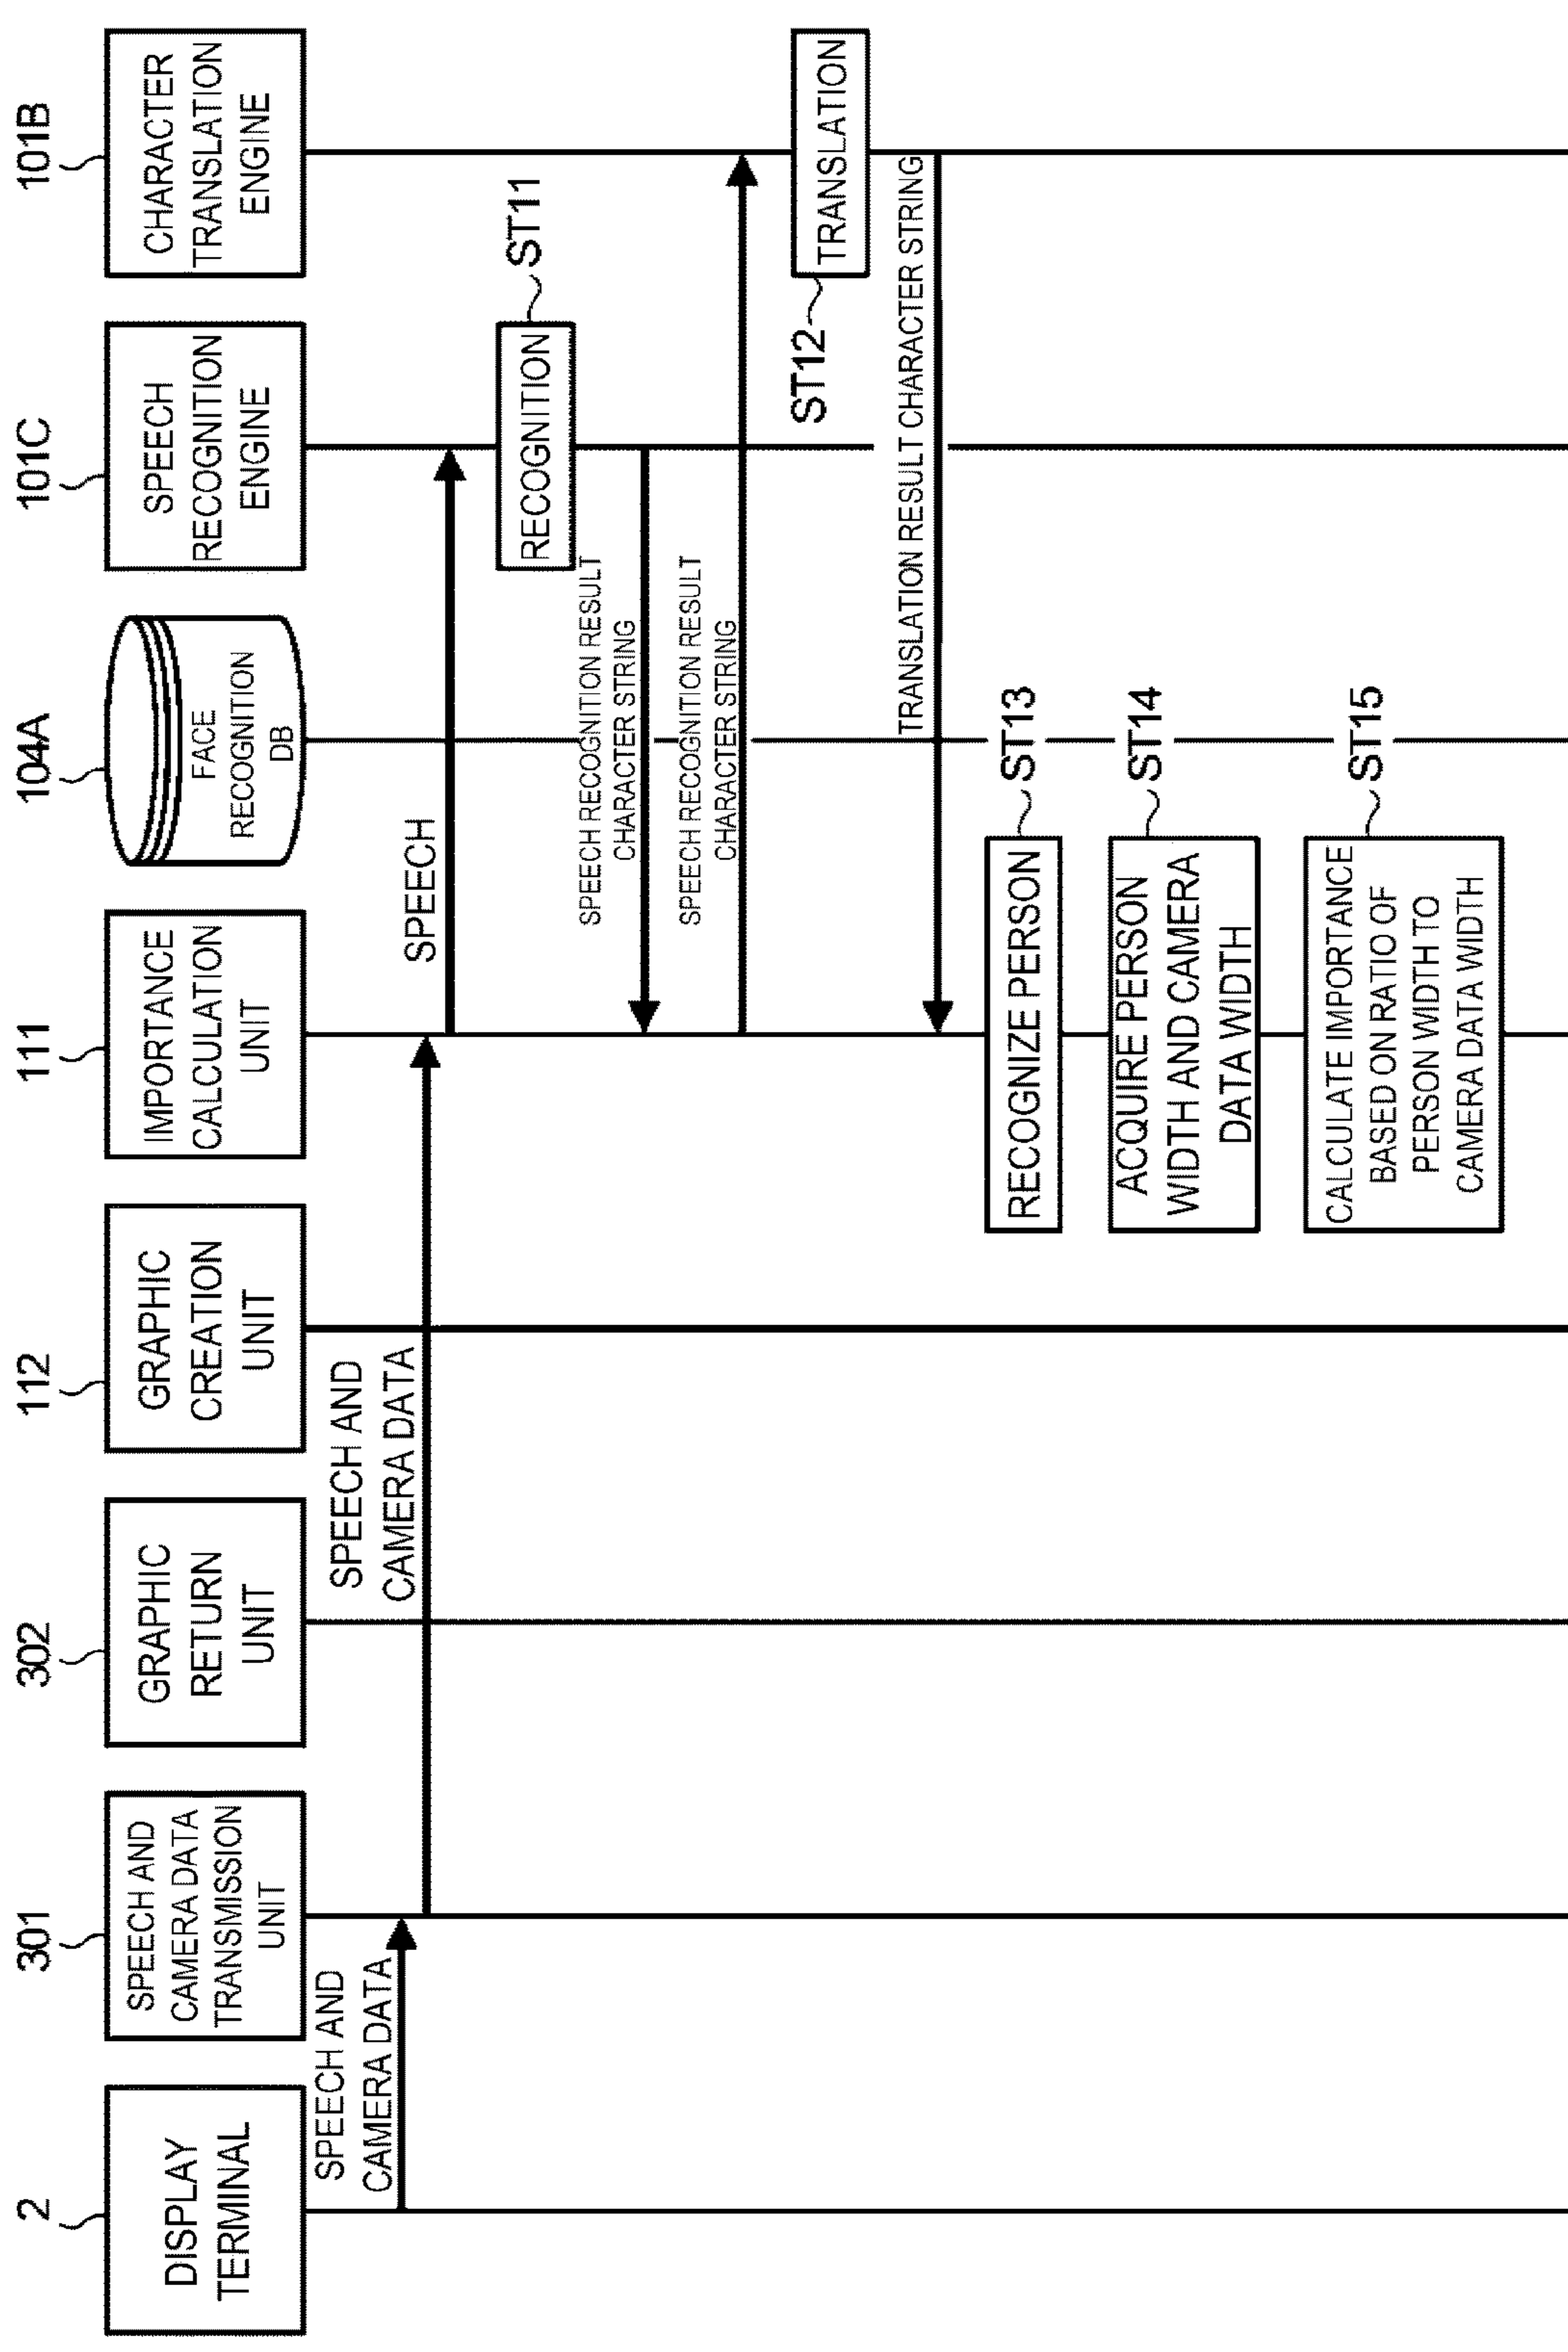 2
DISPLAY
TERMINAL
301
SPEECH AND
CAMERA DATA
TRANSMISSION
UNIT
302
GRAPHIC
RETURN
UNIT
112
GRAPHIC
CREATION
UNIT
111
IMPORTANCE
CALCULATION
UNIT
104A
FACE
RECOGNITION
DB
101C
SPEECH
RECOGNITION
ENGINE
101B
CHARACTER
TRANSLATION
ENGINE
SPEECH AND
CAMERA DATA
SPEECH AND
CAMERA DATA
SPEECH
RECOGNITION
ST11
SPEECH RECOGNITION RESULT
CHARACTER STRING
SPEECH RECOGNITION RESULT
CHARACTER STRING
ST12
TRANSLATION
TRANSLATION RESULT CHARACTER STRING
RECOGNIZE PERSON
ST13
ACQUIRE PERSON
WIDTH AND CAMERA
DATA WIDTH
ST14
CALCULATE IMPORTANCE
BASED ON RATIO OF
PERSON WIDTH TO
CAMERA DATA WIDTH
ST15